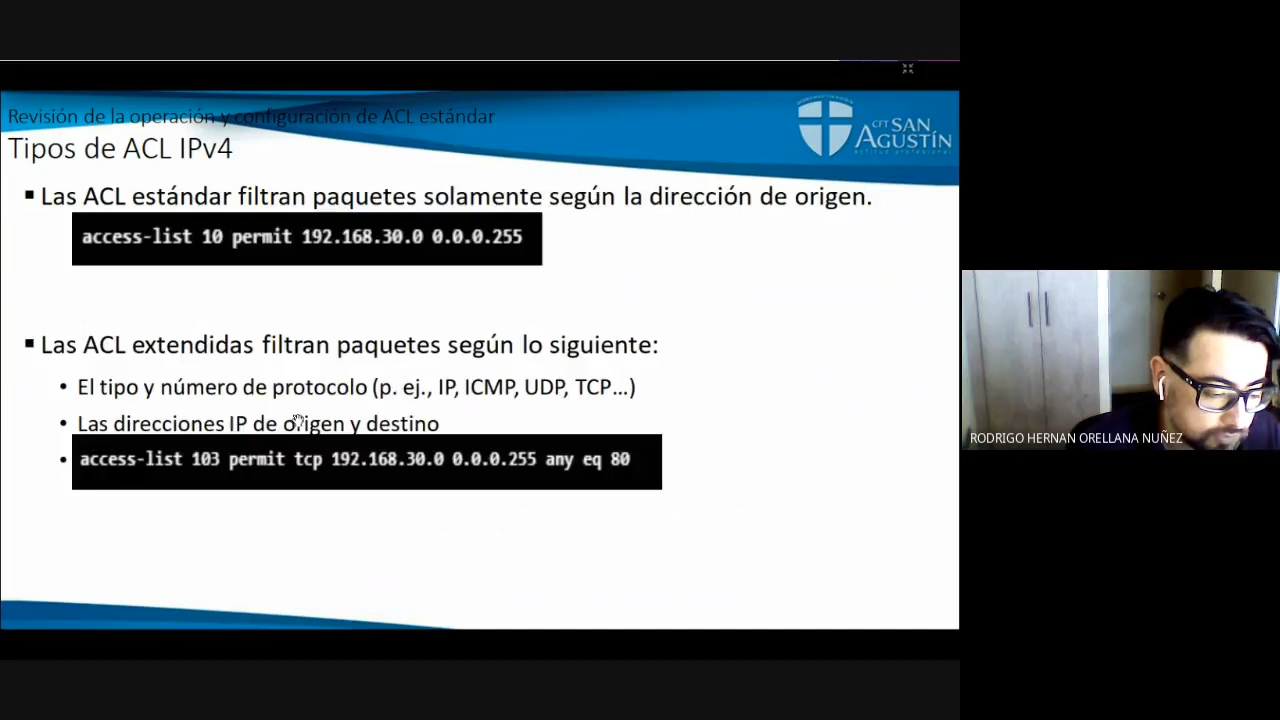 Revisión de la operación y configuración de ACL estándar
Tipos de ACL IPv4
CFT SAN AGUSTÍN
▪ Las ACL estándar filtran paquetes solamente según la dirección de origen.
access-list 10 permit 192.168.30.0 0.0.0.255
▪ Las ACL extendidas filtran paquetes según lo siguiente:
• El tipo y número de protocolo (p. ej., IP, ICMP, UDP, TCP...)
• Las direcciones IP de origen y destino
• access-list 103 permit tcp 192.168.30.0 0.0.0.255 any eq 80
RODRIGO HERNAN ORELLANA NUÑEZ